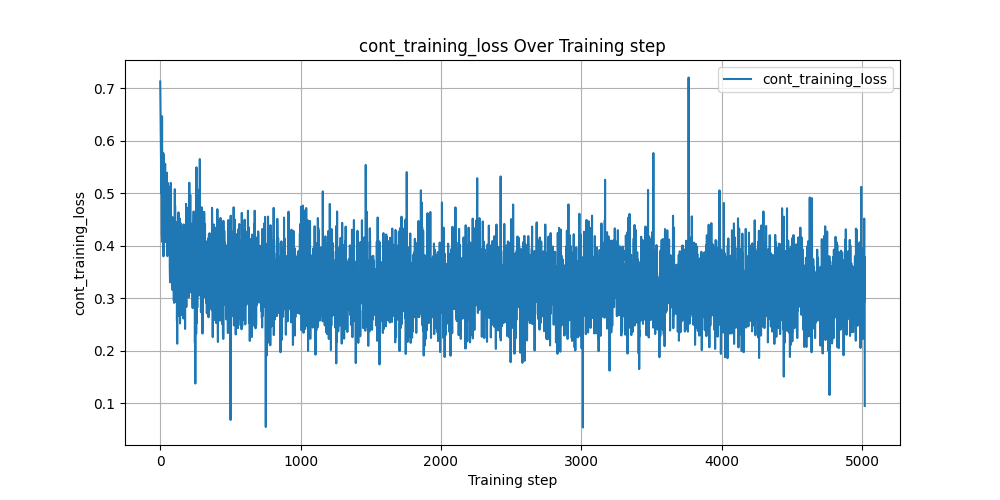 cont_training_loss Over Training step
cont_training_loss
0.7
0.6
0.5
0.4
0.3
0.2
0.1
cont_training_loss
0 1000 2000 3000 4000 5000
Training step